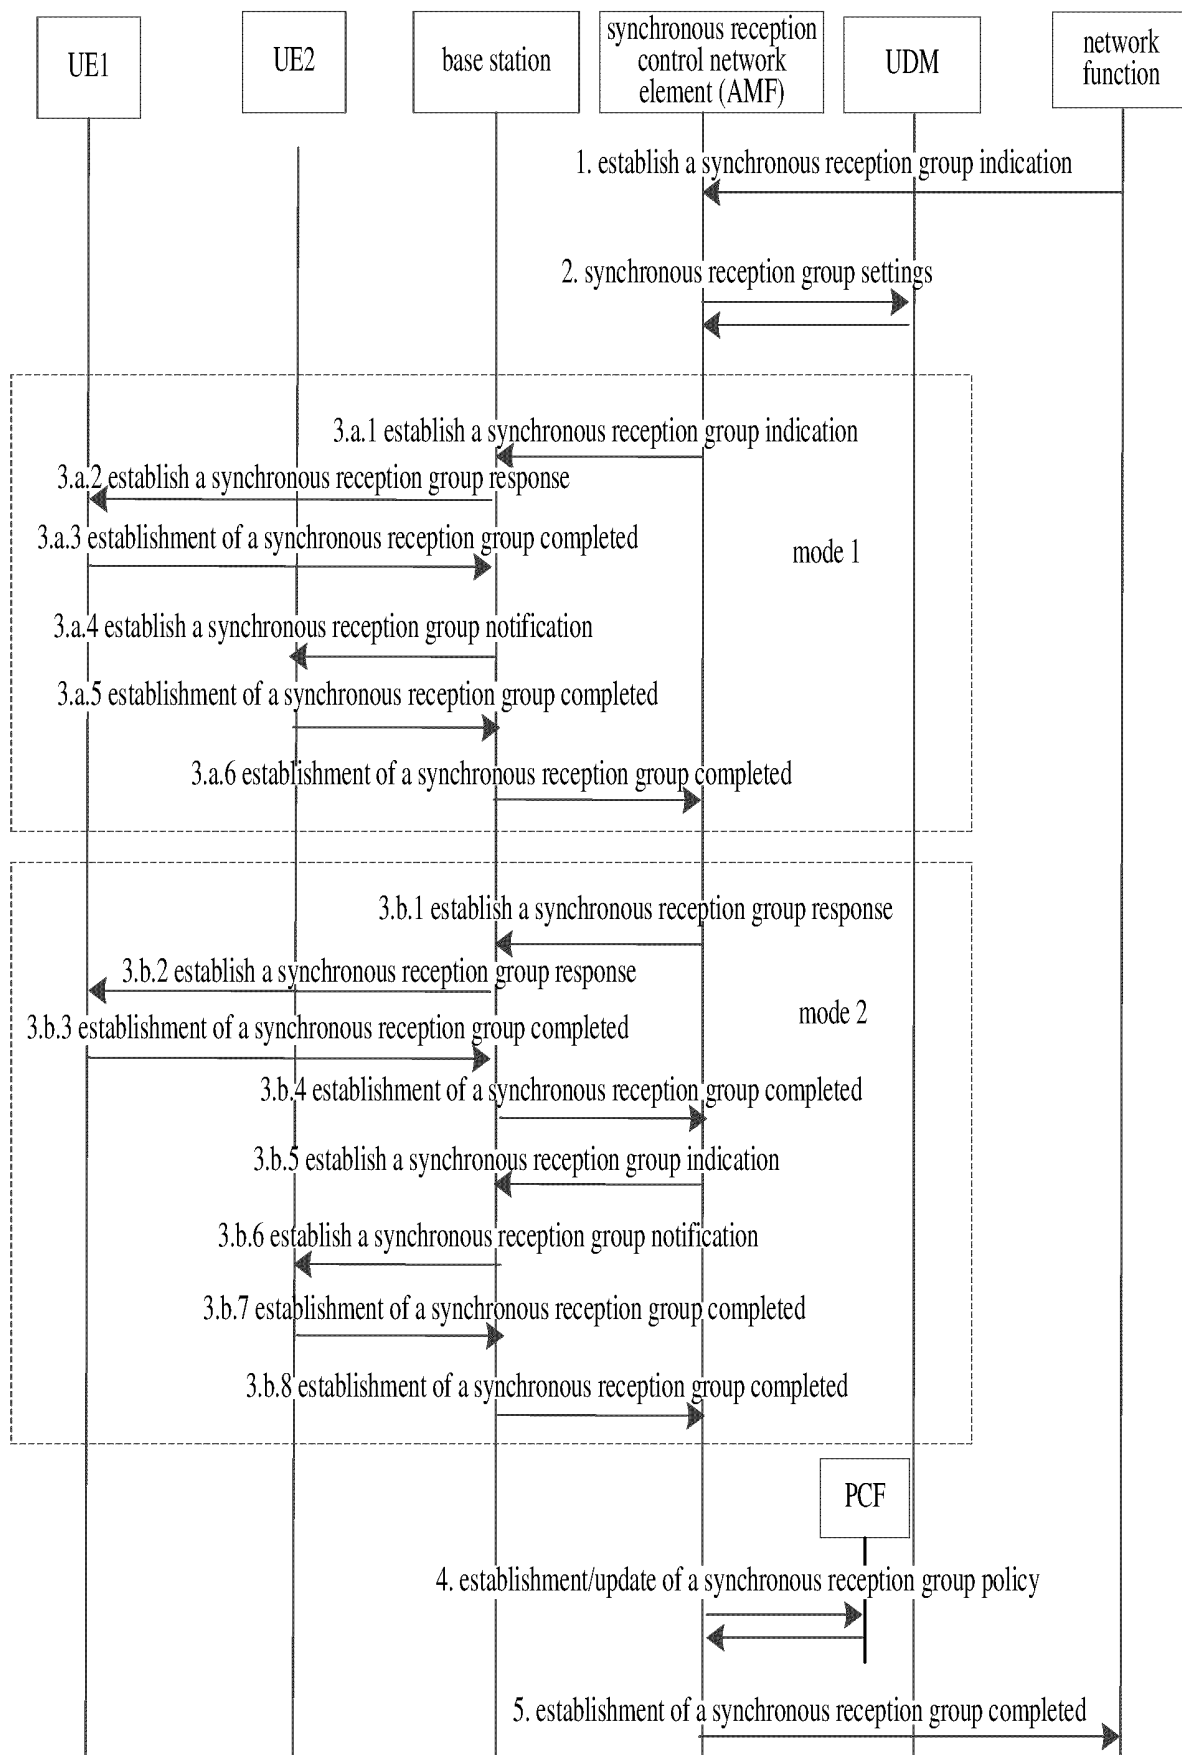 UE1
UE2
base station
synchronous reception
control network
element (AMF)
UDM
network
function
1. establish a synchronous reception group indication
2. synchronous reception group settings
3.a.1 establish a synchronous reception group indication
3.a.2 establish a synchronous reception group response
3.a.3 establishment of a synchronous reception group completed
mode 1
3.a.4 establish a synchronous reception group notification
3.a.5 establishment of a synchronous reception group completed
3.a.6 establishment of a synchronous reception group completed
3.b.1 establish a synchronous reception group response
3.b.2 establish a synchronous reception group response
mode 2
3.b.3 establishment of a synchronous reception group completed
3.b.4 establishment of a synchronous reception group completed
3.b.5 establish a synchronous reception group indication
3.b.6 establish a synchronous reception group notification
3.b.7 establishment of a synchronous reception group completed
3.b.8 establishment of a synchronous reception group completed
PCF
4. establishment/update of a synchronous reception group policy
5. establishment of a synchronous reception group completed